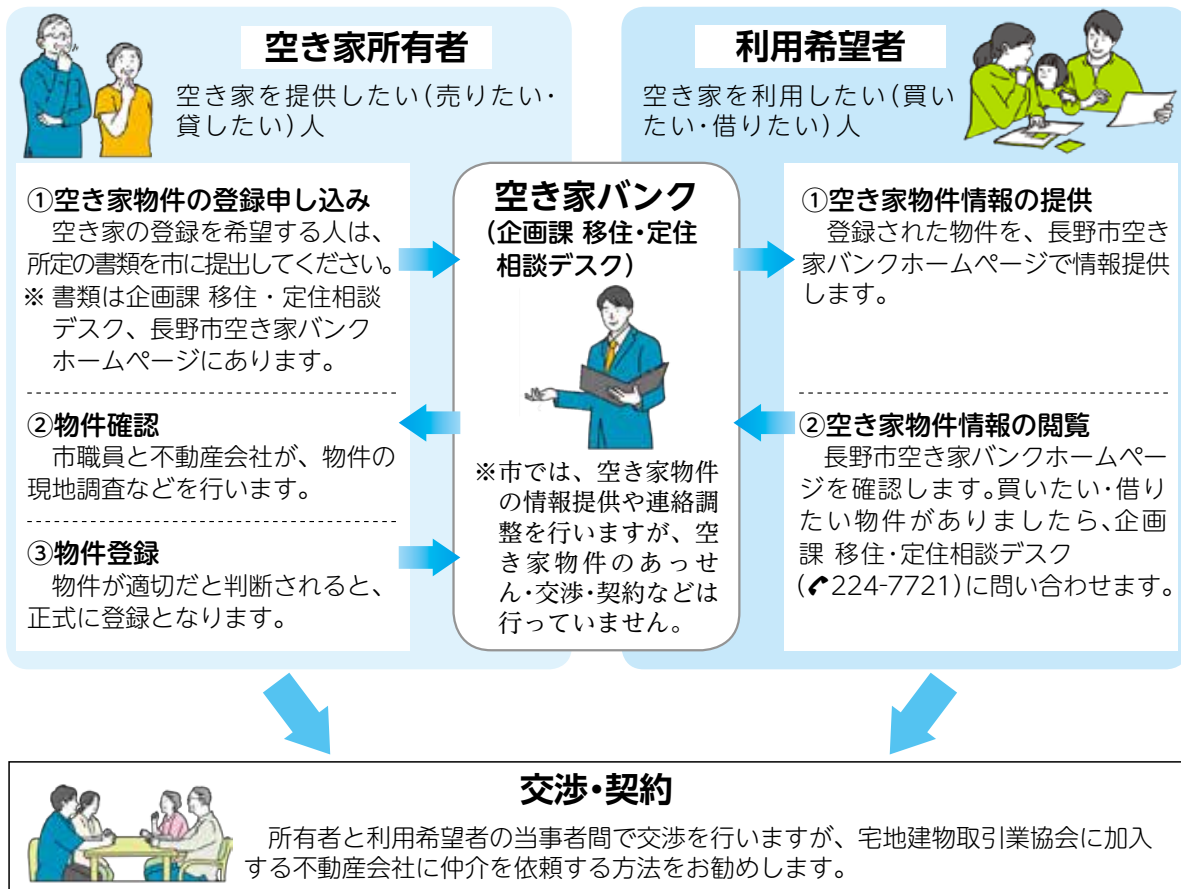 空き家所有者
空き家を提供したい(売りたい・
貸したい)人
利用希望者
空き家を利用したい(買い
たい・借りたい)人
①空き家物件の登録申し込み
空き家の登録を希望する人は、
所定の書類を市に提出してください。
※ 書類は企画課 移住・定住相談
デスク、長野市空き家バンク
ホームページにあります。
②物件確認
市職員と不動産会社が、物件の
現地調査などを行います。
③物件登録
物件が適切だと判断されると、
正式に登録となります。
空き家バンク
(企画課 移住・定住
相談デスク)
※市では、空き家物件
の情報提供や連絡調
整を行いますが、空
き家物件のあっせ
ん・交渉・契約などは
行っていません。
①空き家物件情報の提供
登録された物件を、長野市空き
家バンクホームページで情報提供
します。
②空き家物件情報の閲覧
長野市空き家バンクホームペー
ジを確認します。買いたい・借り
たい物件がありましたら、企画
課 移住・定住相談デスク
(✆224-7721)に問い合わせます。
交渉・契約
所有者と利用希望者の当事者間で交渉を行いますが、宅地建物取引業協会に加入
する不動産会社に仲介を依頼する方法をお勧めします。